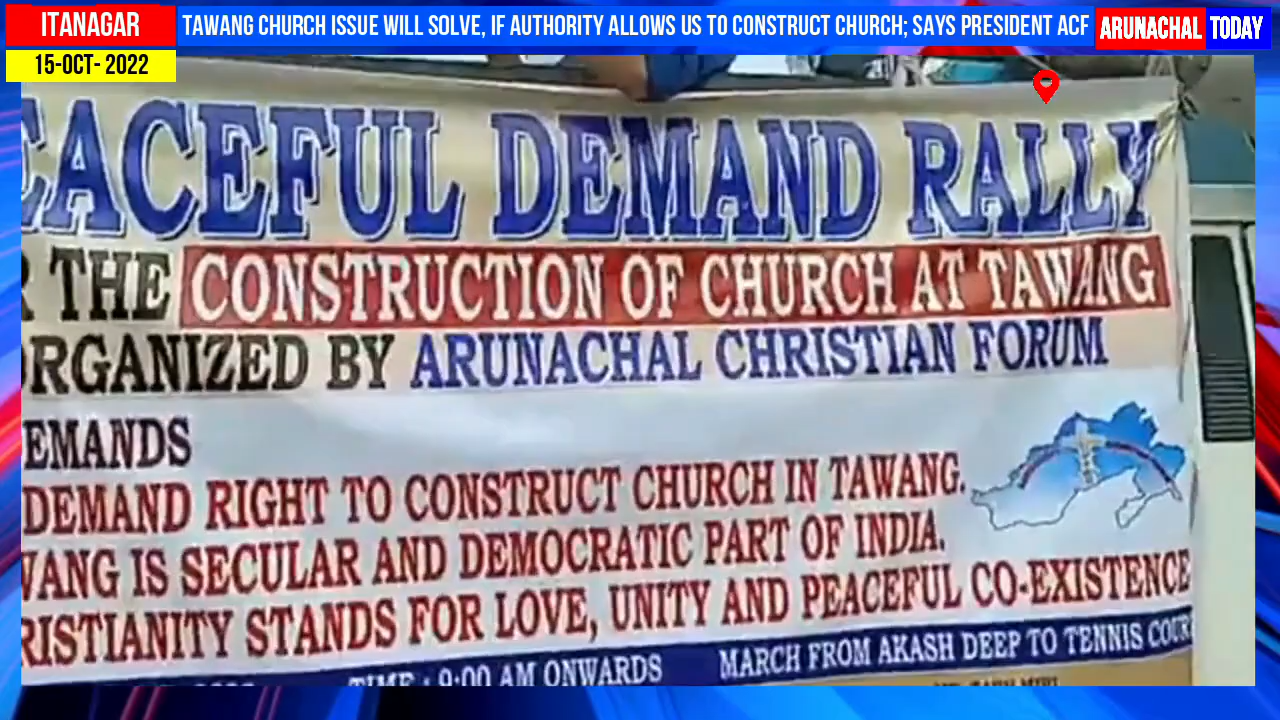 ITANAGAR
TAWANG CHURCH ISSUE WILL SOLVE, IF AUTHORITY ALLOWS US TO CONSTRUCT CHURCH; SAYS PRESIDENT ACF
ARUNACHAL TODAY
15-OCT- 2022
EACEFUL DEMAND RALLY
R THE CONSTRUCTION OF CHURCH AT TAWANG
ORGANIZED BY ARUNACHAL CHRISTIAN FORUM
EMANDS
DEMAND RIGHT TO CONSTRUCT CHURCH IN TAWANG.
WANG IS SECULAR AND DEMOCRATIC PART OF INDIA.
RISTIANITY STANDS FOR LOVE, UNITY AND PEACEFUL CO-EXISTENCE
TIME : 9:00 AM ONWARDS MARCH FROM AKASH DEEP TO TENNIS COUR